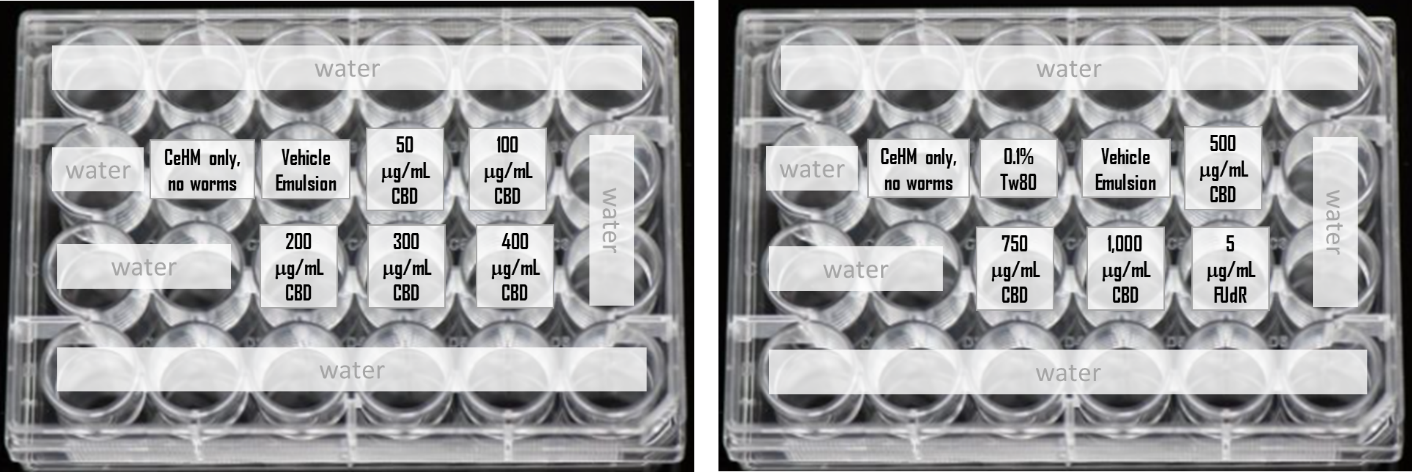 water
water
CeHM only,
no worms
Vehicle
Emulsion
50
µg/mL
CBD
100
µg/mL
CBD
water
water
200
µg/mL
CBD
300
µg/mL
CBD
400
µg/mL
CBD
water
water
water
CeHM only,
no worms
0.1%
Tw80
Vehicle
Emulsion
500
µg/mL
CBD
water
water
750
µg/mL
CBD
1,000
µg/mL
CBD
5
µg/mL
FUdR
water